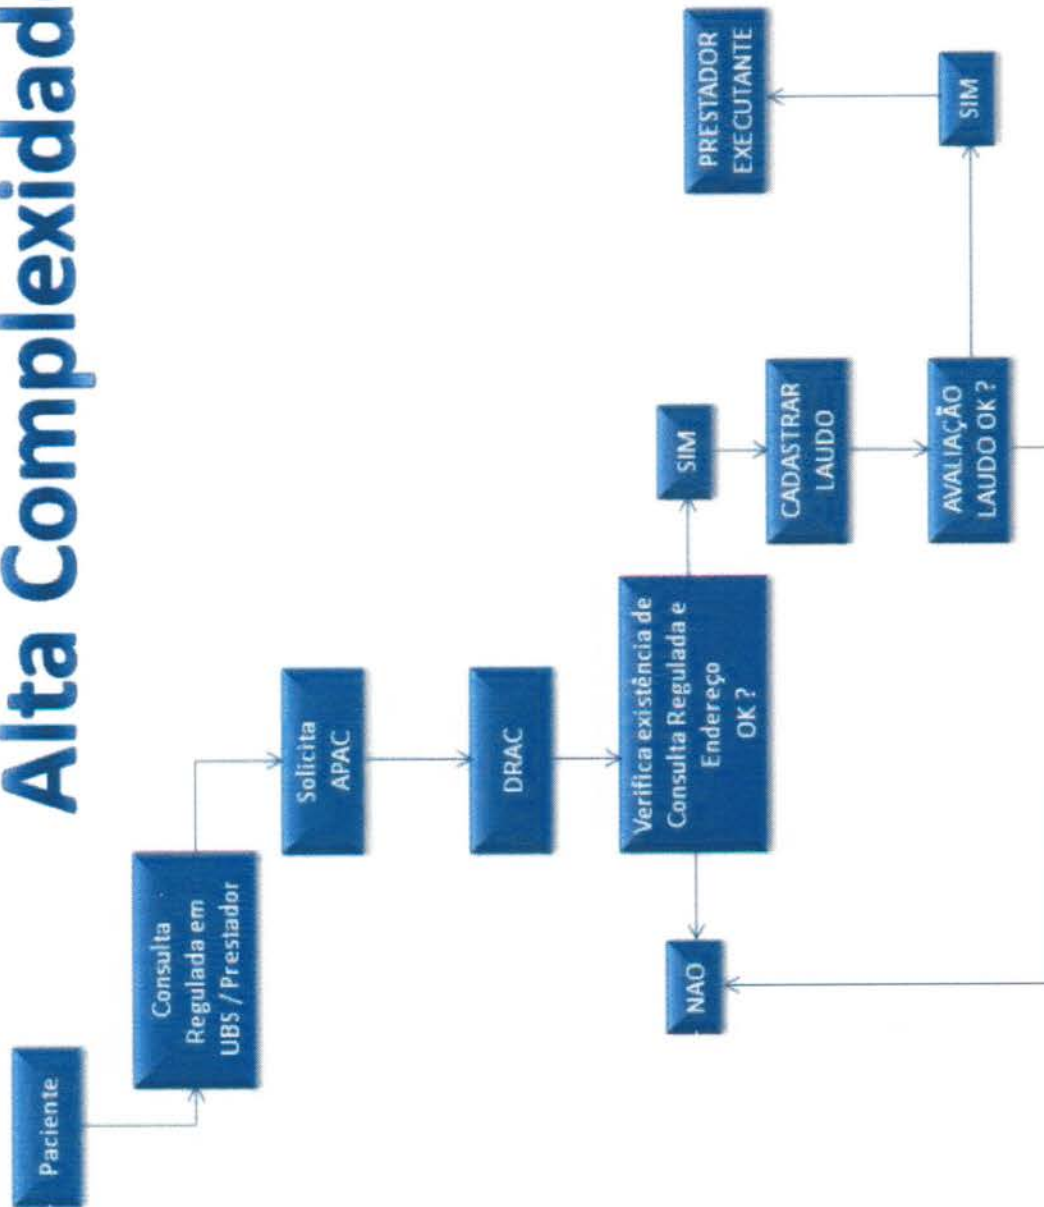 Alta Complexidad
Paciente
Consulta
Regulada em
UBS / Prestador
Solicita
APAC
DRAC
Verifica existência de
Consulta Regulada e
Endereço
OK ?
NAO
SIM
CADASTRAR
LAUDO
AVALIAÇÃO
LAUDO OK ?
SIM
PRESTADOR
EXECUTANTE